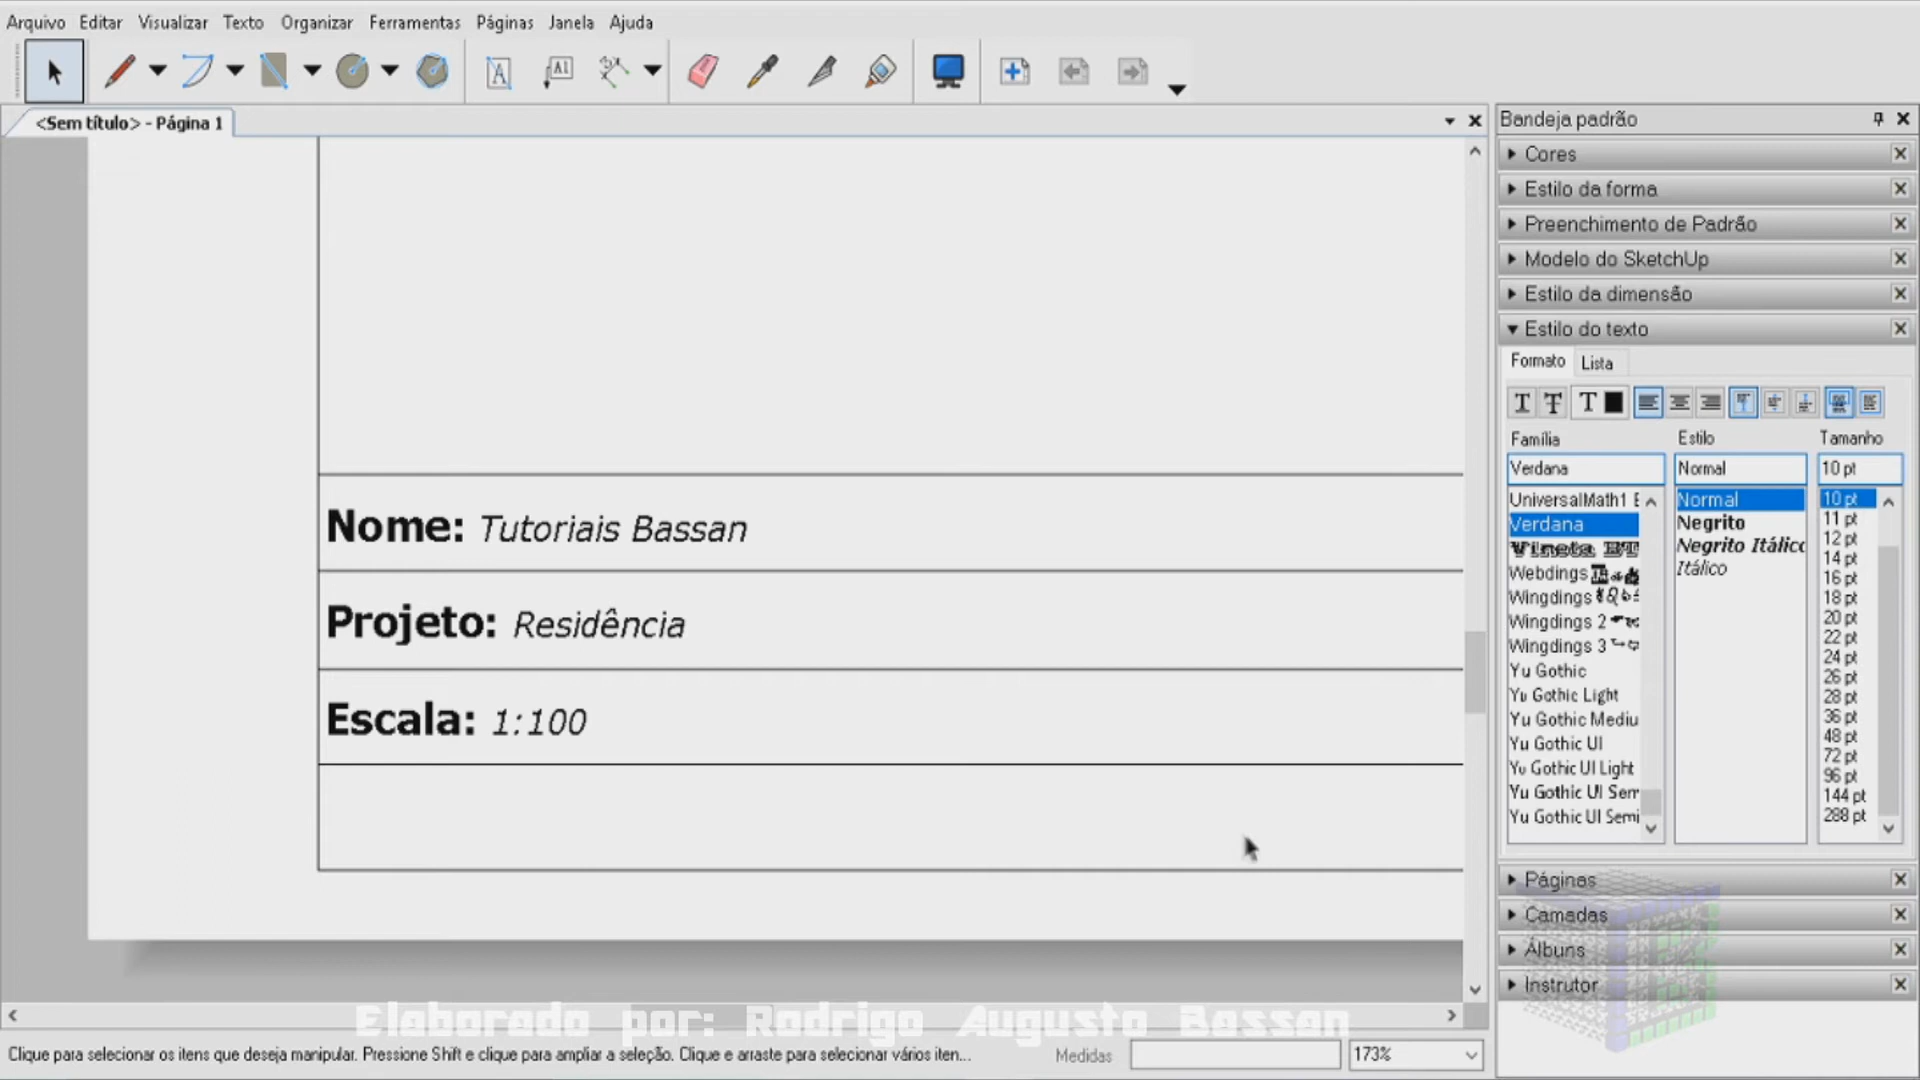 Arquivo Editar Visualizar Texto Organizar Ferramentas Páginas Janela Ajuda
<Sem título> - Página 1
Nome: Tutoriais Bassan
Projeto: Residência
Escala: 1:100
Bandeja padrão
Cores
Estilo da forma
Preenchimento de Padrão
Modelo do SketchUp
Estilo da dimensão
Estilo do texto
Formato Lista
Família Estilo Tamanho
Verdana Normal 10 pt
UniversalMath1 E
Verdana
Vineta BT
Webdings
Wingdings
Wingdings 2
Wingdings 3
Yu Gothic
Yu Gothic Light
Yu Gothic Mediu
Yu Gothic UI
Yu Gothic UI Light
Yu Gothic UI Sem
Yu Gothic UI Semi
Normal
Negrito
Negrito Itálico
Itálico
10 pt
11 pt
12 pt
14 pt
16 pt
18 pt
20 pt
22 pt
24 pt
26 pt
28 pt
36 pt
48 pt
72 pt
96 pt
144 pt
288 pt
Páginas
Camadas
Álbuns
Instrutor
Elaborado por: Rodrigo Augusto Bassan
Clique para selecionar os itens que deseja manipular. Pressione Shift e clique para ampliar a seleção. Clique e arraste para selecionar vários iten...
Medidas 173%